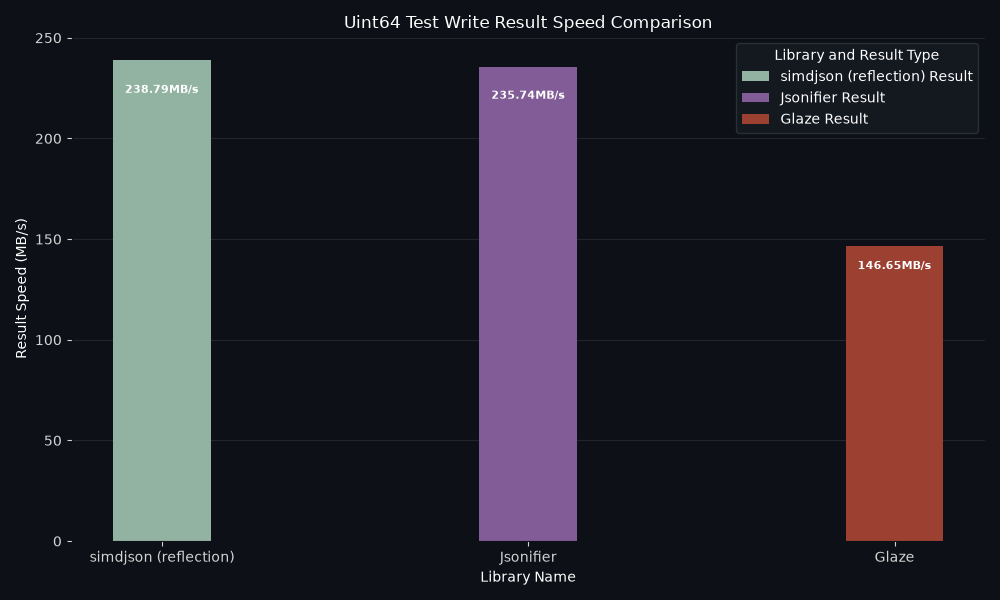 Uint64 Test Write Result Speed Comparison
Library and Result Type
simdjson (reflection) Result
Jsonifier Result
Glaze Result
Result Speed (MB/s)
250
200
150
100
50
0
238.79MB/s
235.74MB/s
146.65MB/s
simdjson (reflection)
Jsonifier
Glaze
Library Name